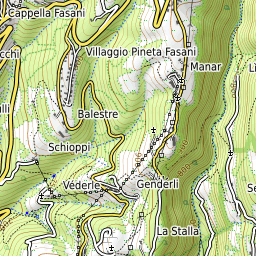 Cappella Fasani
Villaggio Pineta Fasani
Manar
Balestre
Schioppi
Véderle
Genderli
La Stalla